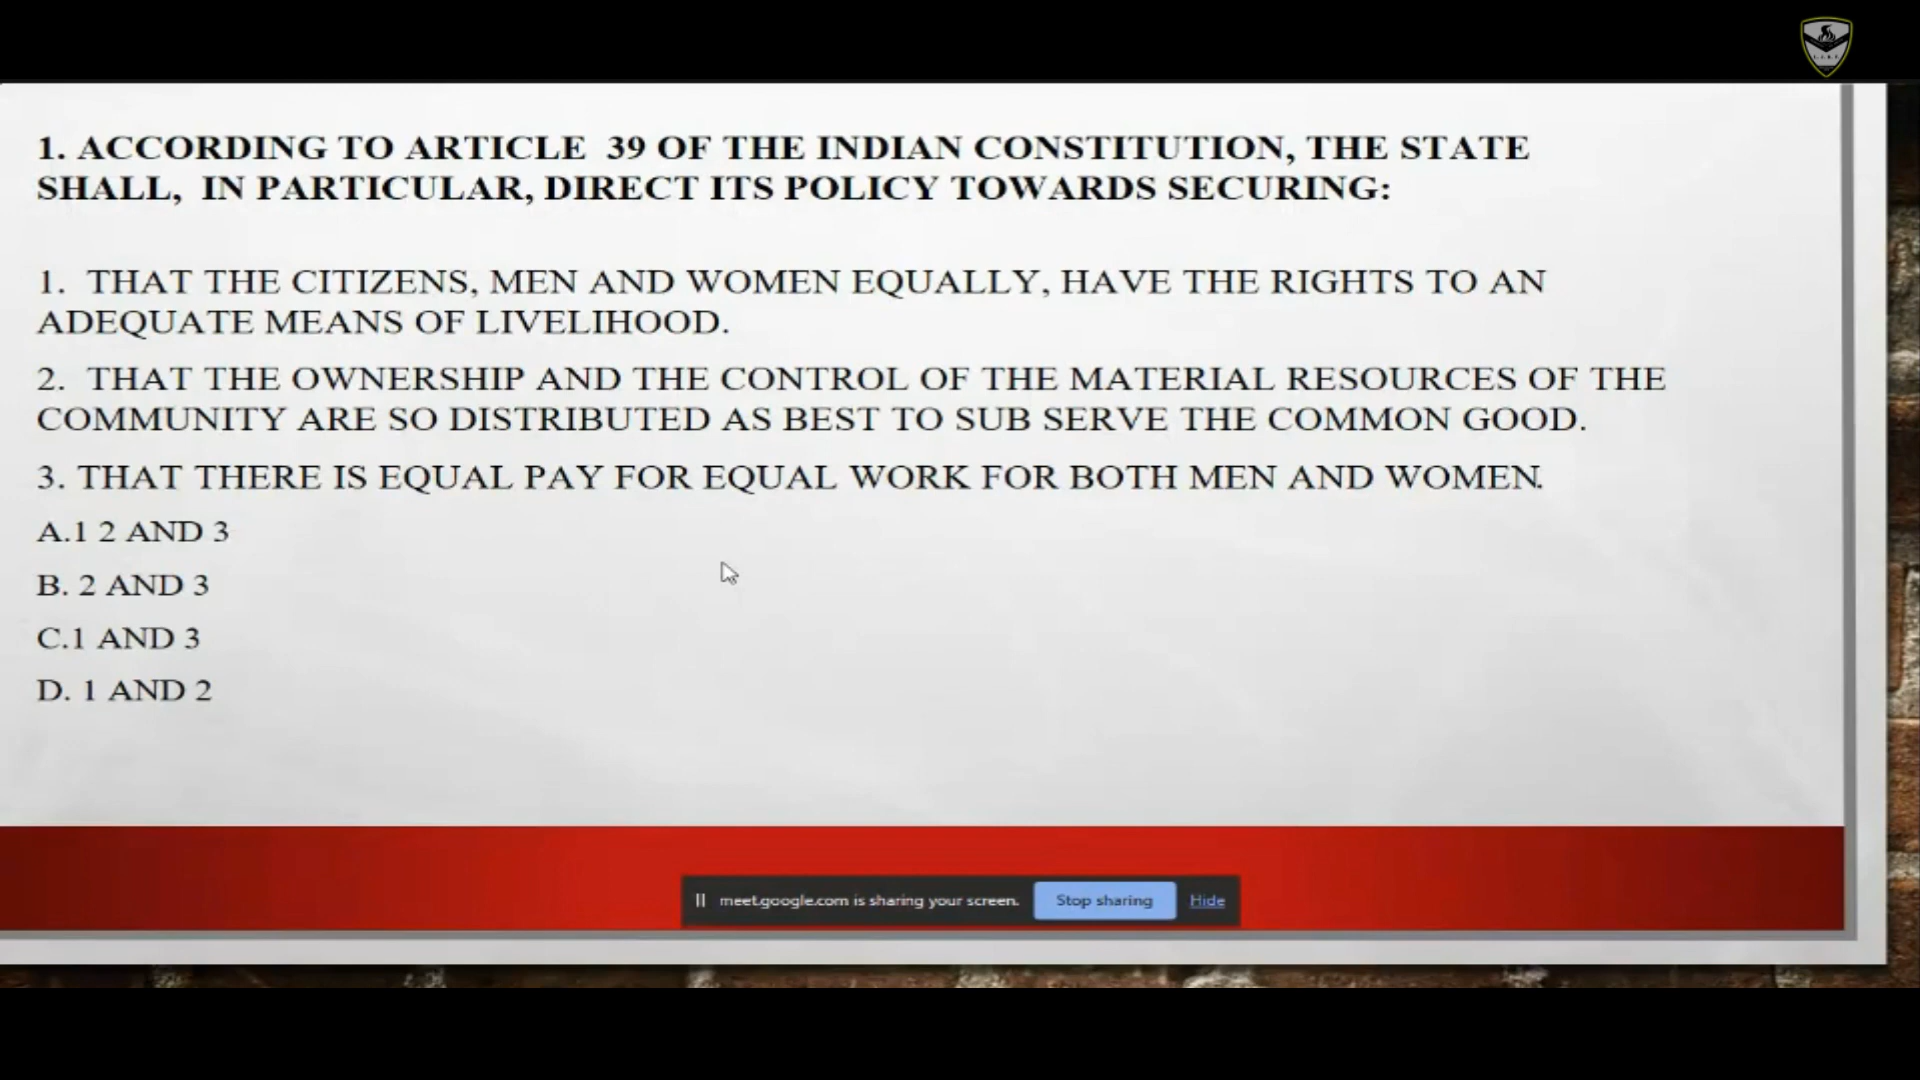 1. ACCORDING TO ARTICLE 39 OF THE INDIAN CONSTITUTION, THE STATE
SHALL, IN PARTICULAR, DIRECT ITS POLICY TOWARDS SECURING:
1. THAT THE CITIZENS, MEN AND WOMEN EQUALLY, HAVE THE RIGHTS TO AN
ADEQUATE MEANS OF LIVELIHOOD.
2. THAT THE OWNERSHIP AND THE CONTROL OF THE MATERIAL RESOURCES OF THE
COMMUNITY ARE SO DISTRIBUTED AS BEST TO SUB SERVE THE COMMON GOOD.
3. THAT THERE IS EQUAL PAY FOR EQUAL WORK FOR BOTH MEN AND WOMEN.
A.1 2 AND 3
B. 2 AND 3
C.1 AND 3
D. 1 AND 2
meet.google.com is sharing your screen. Stop sharing Hide